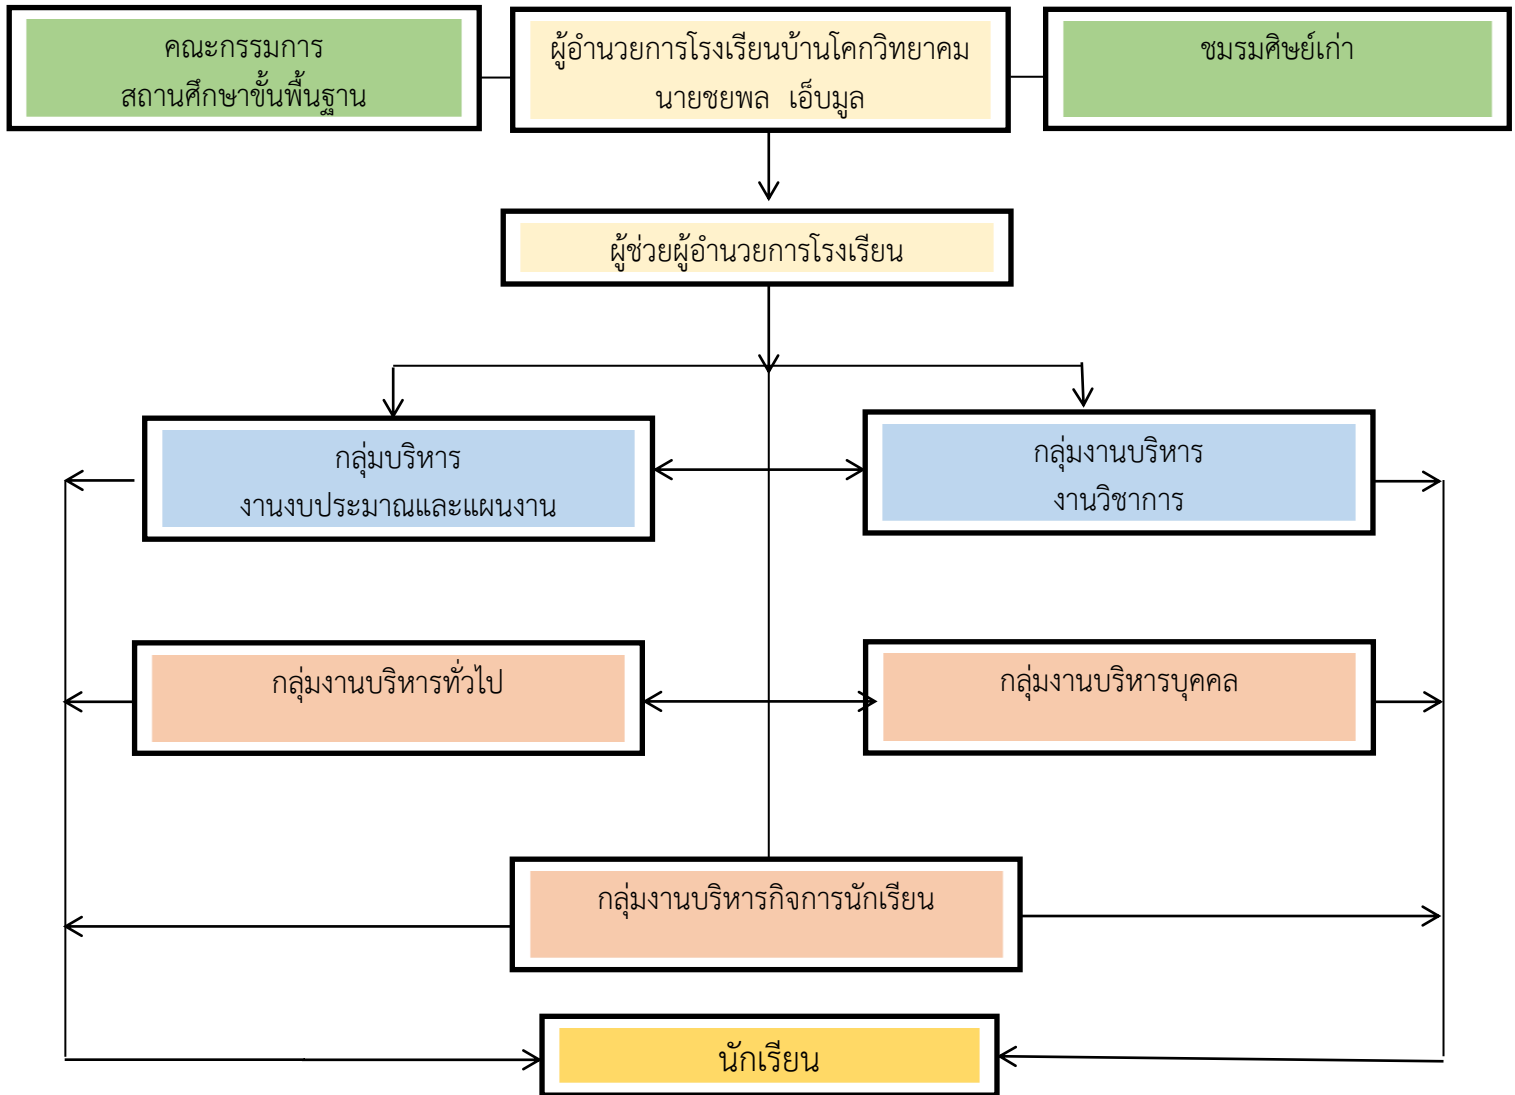 คณะกรรมการ
สถานศึกษาขั้นพื้นฐาน
ผู้อำนวยการโรงเรียนบ้านโคกวิทยาคม
นายชยพล เอ็บมูล
ชมรมศิษย์เก่า
ผู้ช่วยผู้อำนวยการโรงเรียน
กลุ่มบริหาร
งานงบประมาณและแผนงาน
กลุ่มงานบริหาร
งานวิชาการ
กลุ่มงานบริหารทั่วไป
กลุ่มงานบริหารบุคคล
กลุ่มงานบริหารกิจการนักเรียน
นักเรียน